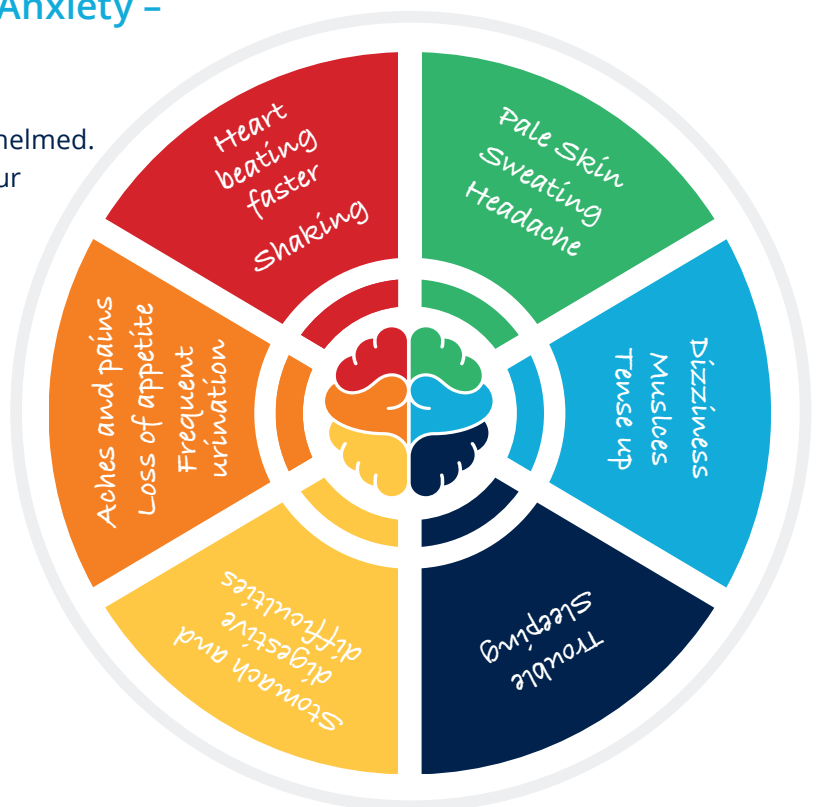 Anxiety –
helmed.
ur
Heart
beating
faster
Shaking
Pale Skin
Sweating
Headache
Dizziness
Muslces
Tense up
Trouble
Sleeping
Stomach and
digestive
difficulties
Aches and pains
Loss of appetite
Frequent
urination